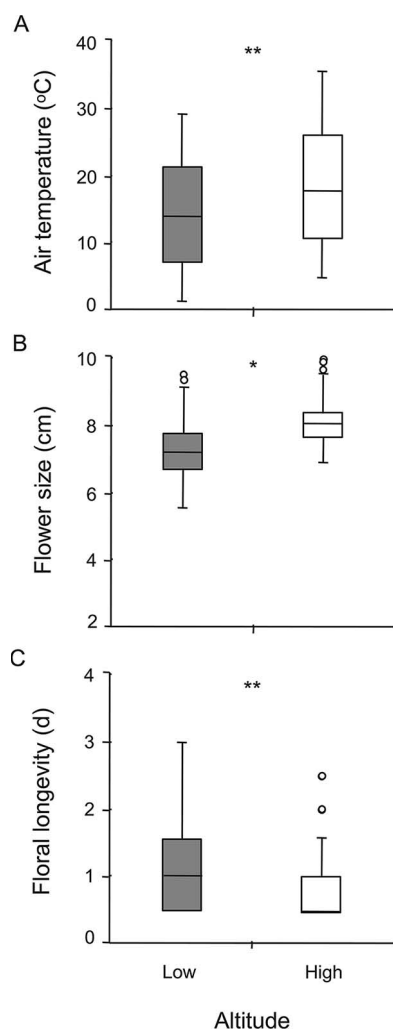 A
Air temperature (oC)
40
30
20
10
0
**
B
Flower size (cm)
10
8
6
4
2
*
C
Floral longevity (d)
4
3
2
1
0
**
Low High
Altitude